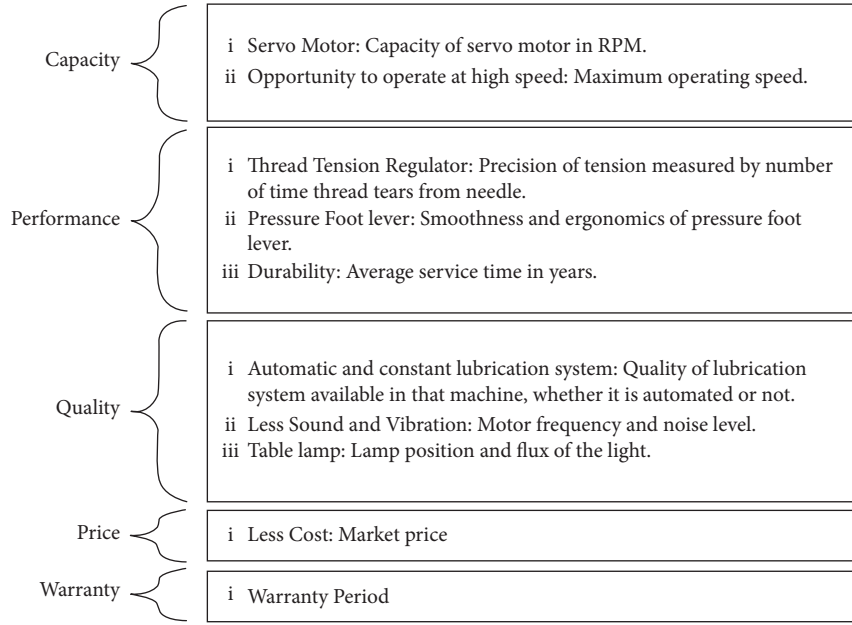 Capacity
i Servo Motor: Capacity of servo motor in RPM.
ii Opportunity to operate at high speed: Maximum operating speed.
Performance
i Thread Tension Regulator: Precision of tension measured by number
of time thread tears from needle.
ii Pressure Foot lever: Smoothness and ergonomics of pressure foot
lever.
iii Durability: Average service time in years.
Quality
i Automatic and constant lubrication system: Quality of lubrication
system available in that machine, whether it is automated or not.
ii Less Sound and Vibration: Motor frequency and noise level.
iii Table lamp: Lamp position and flux of the light.
Price
i Less Cost: Market price
Warranty
i Warranty Period